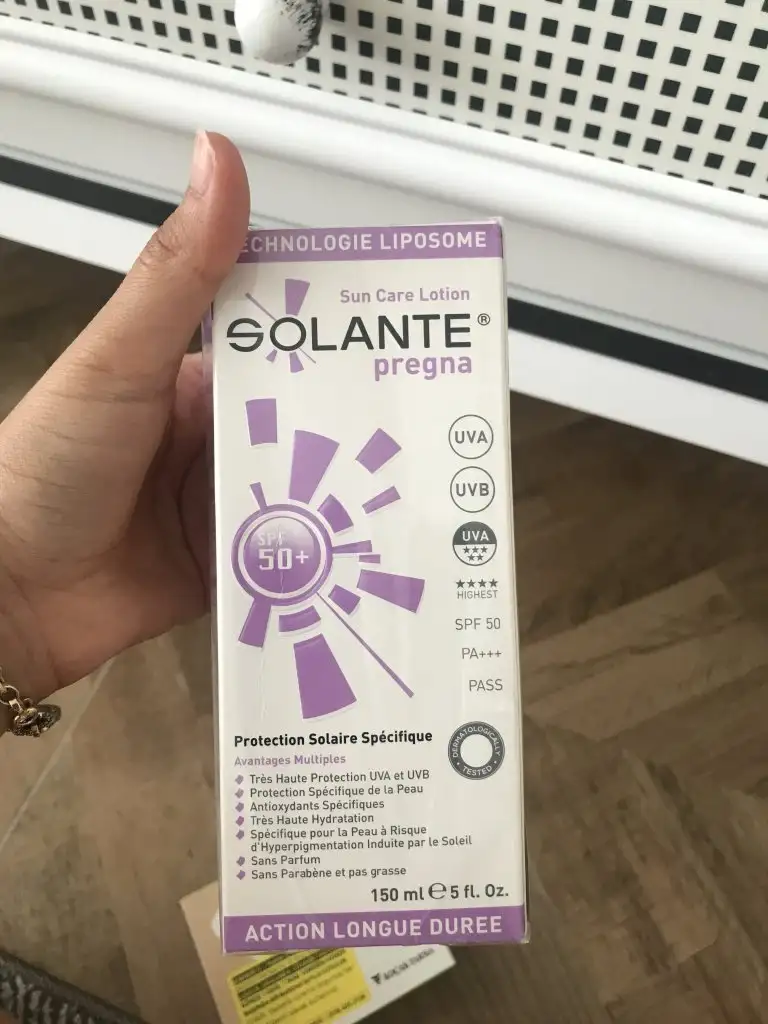 ECHNOLOGIE LIPOSOME
Sun Care Lotion
SOLANTE®
pregna
UVA
UVB
UVA
HIGHEST
SPF 50
PA+++
PASS
SPF
50+
DERMATOLOGICALLY TESTED
Protection Solaire Spécifique
Avantages Multiples
Très Haute Protection UVA et UVB
Protection Spécifique de la Peau
Antioxydants Spécifiques
Très Haute Hydratation
Spécifique pour la Peau à Risque
d'Hyperpigmentation Induite par le Soleil
Sans Parfum
Sans Parabène et pas grasse
150 ml ℮ 5 fl. Oz.
ACTION LONGUE DUREE